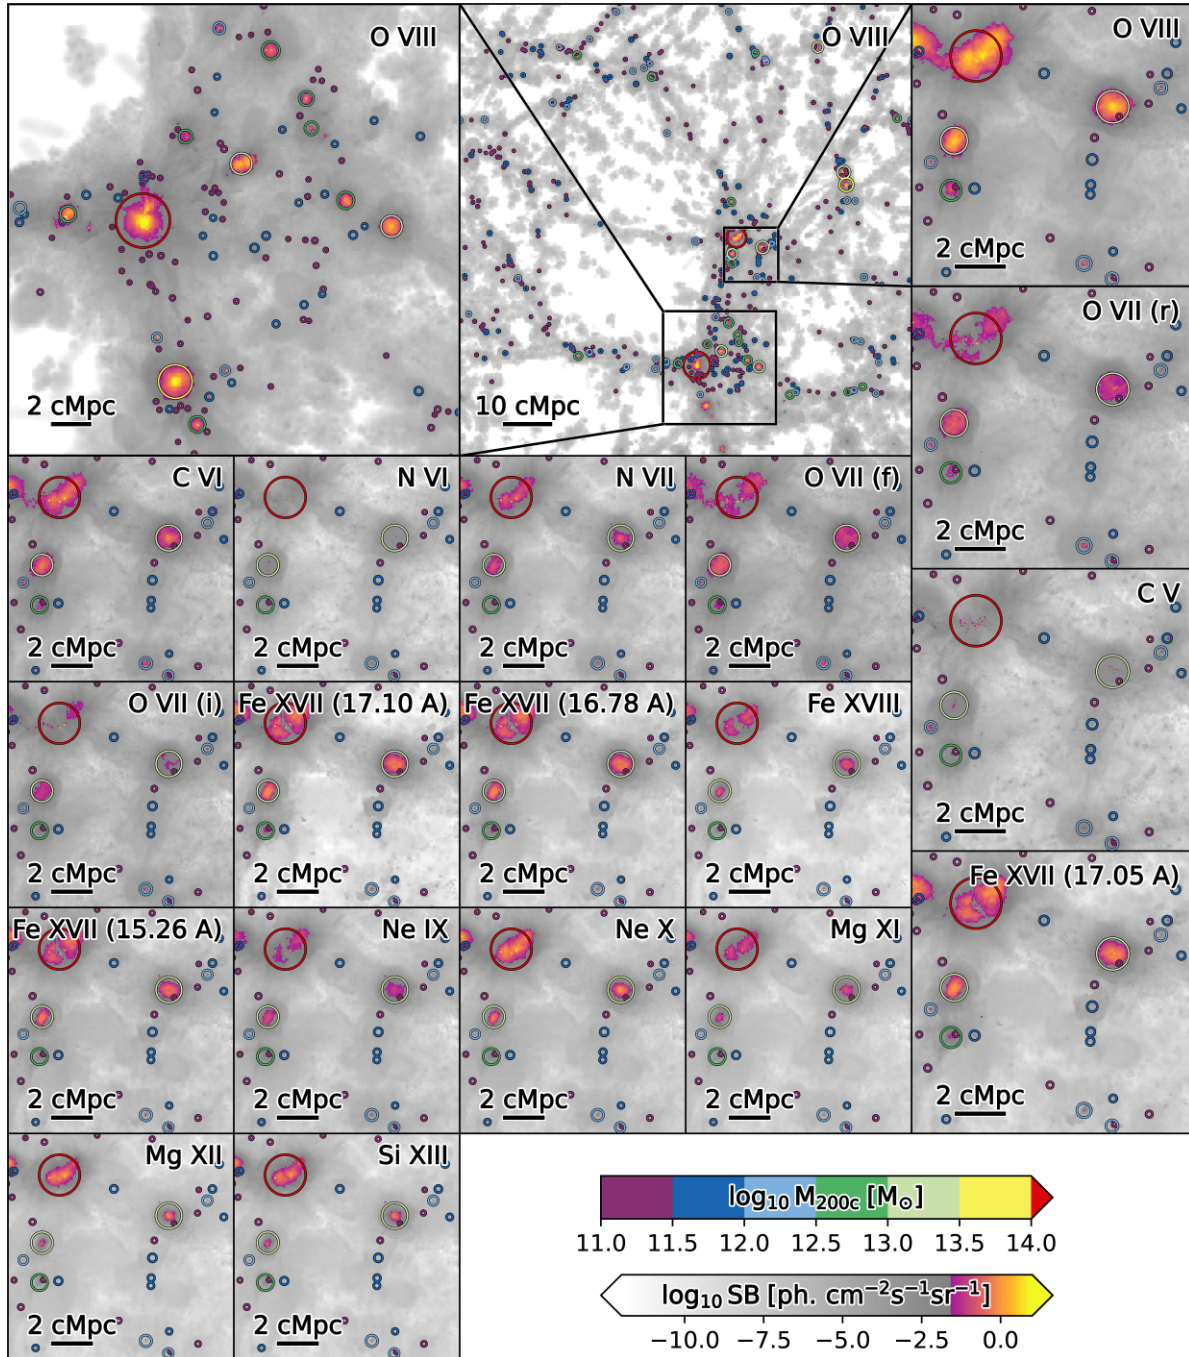 O VIII
2 cMpc
O VIII
10 cMpc
O VIII
2 cMpc
O VII (r)
2 cMpc
C VI
2 cMpc
N VI
2 cMpc
N VII
2 cMpc
O VII (f)
2 cMpc
C V
2 cMpc
O VII (i)
2 cMpc
Fe XVII (17.10 A)
2 cMpc
Fe XVII (16.78 A)
2 cMpc
Fe XVIII
2 cMpc
Fe XVII (17.05 A)
2 cMpc
Fe XVII (15.26 A)
2 cMpc
Ne IX
2 cMpc
Ne X
2 cMpc
Mg XI
2 cMpc
Mg XII
2 cMpc
Si XIII
2 cMpc
log₁₀ M₂₀₀c [M⊙]
11.0 11.5 12.0 12.5 13.0 13.5 14.0
log₁₀ SB [ph. cm⁻²s⁻¹sr⁻¹]
−10.0 −7.5 −5.0 −2.5 0.0